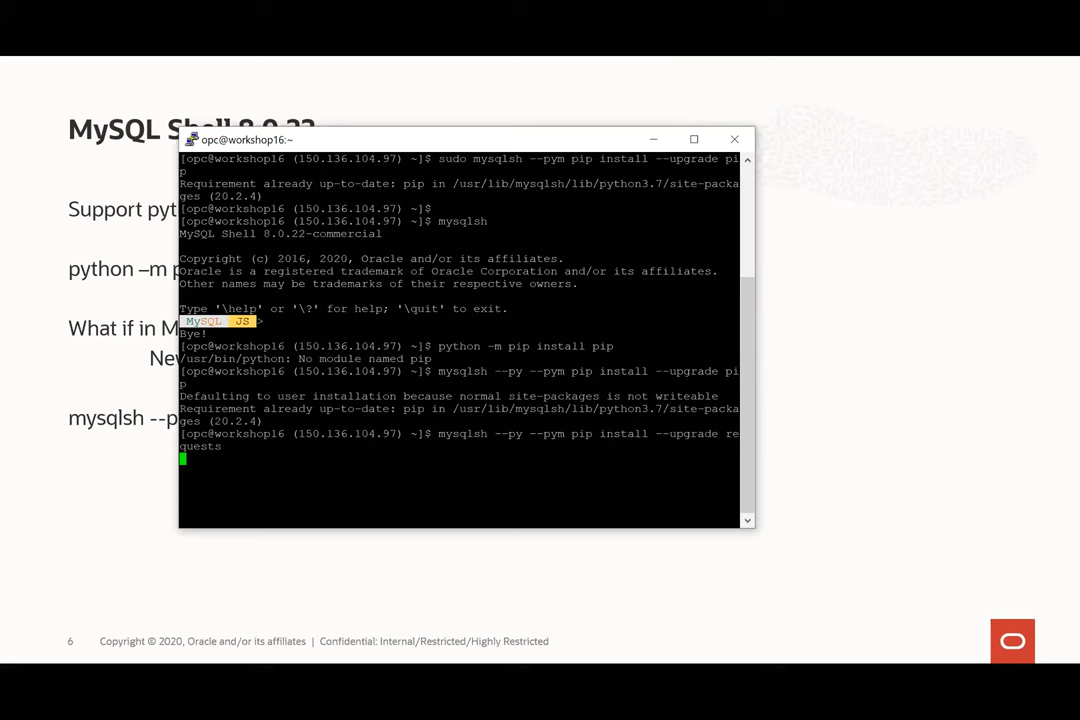 MySQL Shell 8.0.22
opc@workshop16:~
[opc@workshop16 (150.136.104.97) ~]$ sudo mysqlsh --pym pip install --upgrade pi
p
Requirement already up-to-date: pip in /usr/lib/mysqlsh/lib/python3.7/site-packa
ges (20.2.4)
[opc@workshop16 (150.136.104.97) ~]$
[opc@workshop16 (150.136.104.97) ~]$ mysqlsh
MySQL Shell 8.0.22-commercial
Copyright (c) 2016, 2020, Oracle and/or its affiliates.
Oracle is a registered trademark of Oracle Corporation and/or its affiliates.
Other names may be trademarks of their respective owners.
Type '\help' or '\?' for help; '\quit' to exit.
MySQL JS >
Bye!
[opc@workshop16 (150.136.104.97) ~]$ python -m pip install pip
/usr/bin/python: No module named pip
[opc@workshop16 (150.136.104.97) ~]$ mysqlsh --py --pym pip install --upgrade pi
p
Defaulting to user installation because normal site-packages is not writeable
Requirement already up-to-date: pip in /usr/lib/mysqlsh/lib/python3.7/site-packa
ges (20.2.4)
[opc@workshop16 (150.136.104.97) ~]$ mysqlsh --py --pym pip install --upgrade re
quests
Support pyt
python –m p
What if in M
Nev
mysqlsh --p
6 Copyright © 2020, Oracle and/or its affiliates | Confidential: Internal/Restricted/Highly Restricted